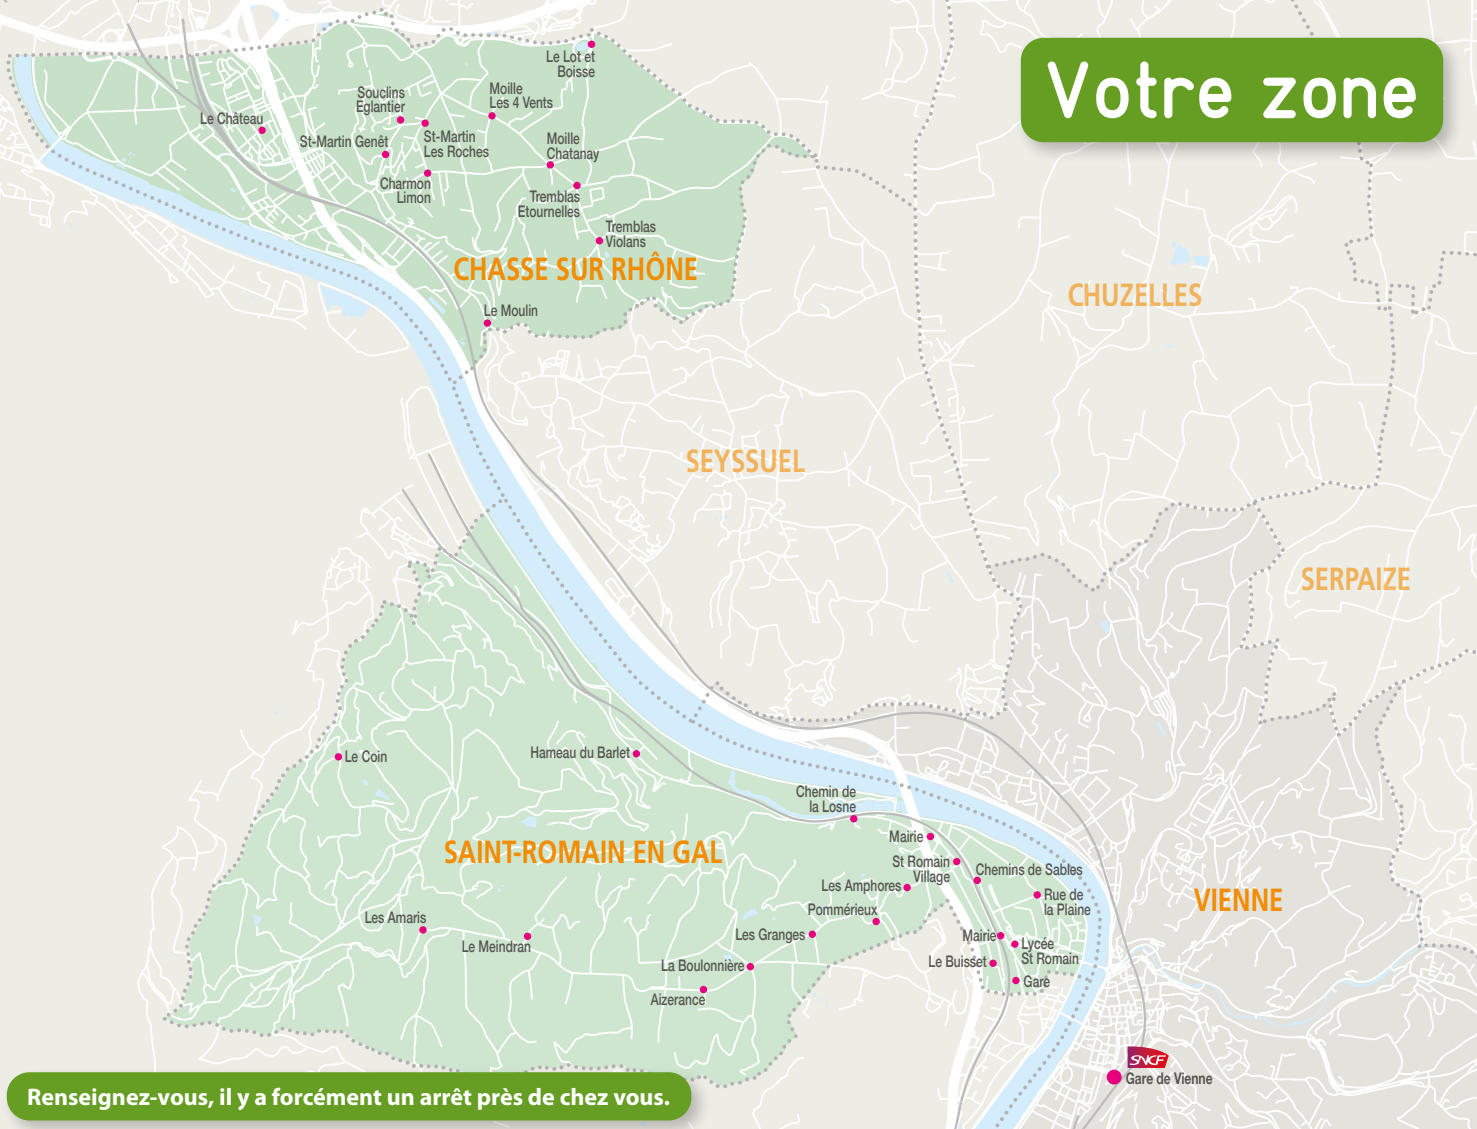 Votre zone
Le Lot et
Boisse
Souclins
Eglantier
Moille
Les 4 Vents
Le Château
St-Martin Genêt
St-Martin
Les Roches
Moille
Chatanay
Charmon
Limon
Tremblas
Etournelles
Tremblas
Violans
CHASSE SUR RHÔNE
CHUZELLES
Le Moulin
SEYSSUEL
SERPAIZE
Le Coin
Hameau du Barlet
Chemin de
la Losne
Mairie
SAINT-ROMAIN EN GAL
St Romain
Village
Chemins de Sables
Les Amphores
Rue de
la Plaine
VIENNE
Pommérieux
Les Amaris
Le Meindran
Les Granges
Mairie
Lycée
St Romain
Le Buisset
La Boulonnière
Gare
Aizerance
SNCF
Gare de Vienne
Renseignez-vous, il y a forcément un arrêt près de chez vous.